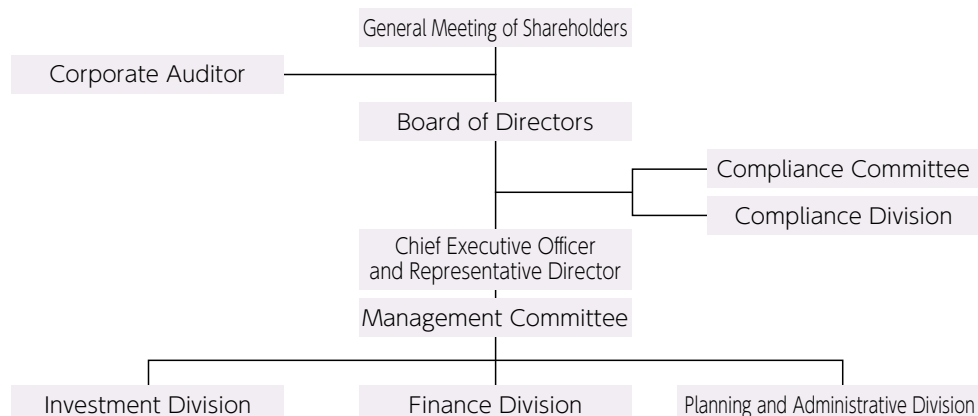 General Meeting of Shareholders
Corporate Auditor
Board of Directors
Compliance Committee
Compliance Division
Chief Executive Officer
and Representative Director
Management Committee
Investment Division
Finance Division
Planning and Administrative Division